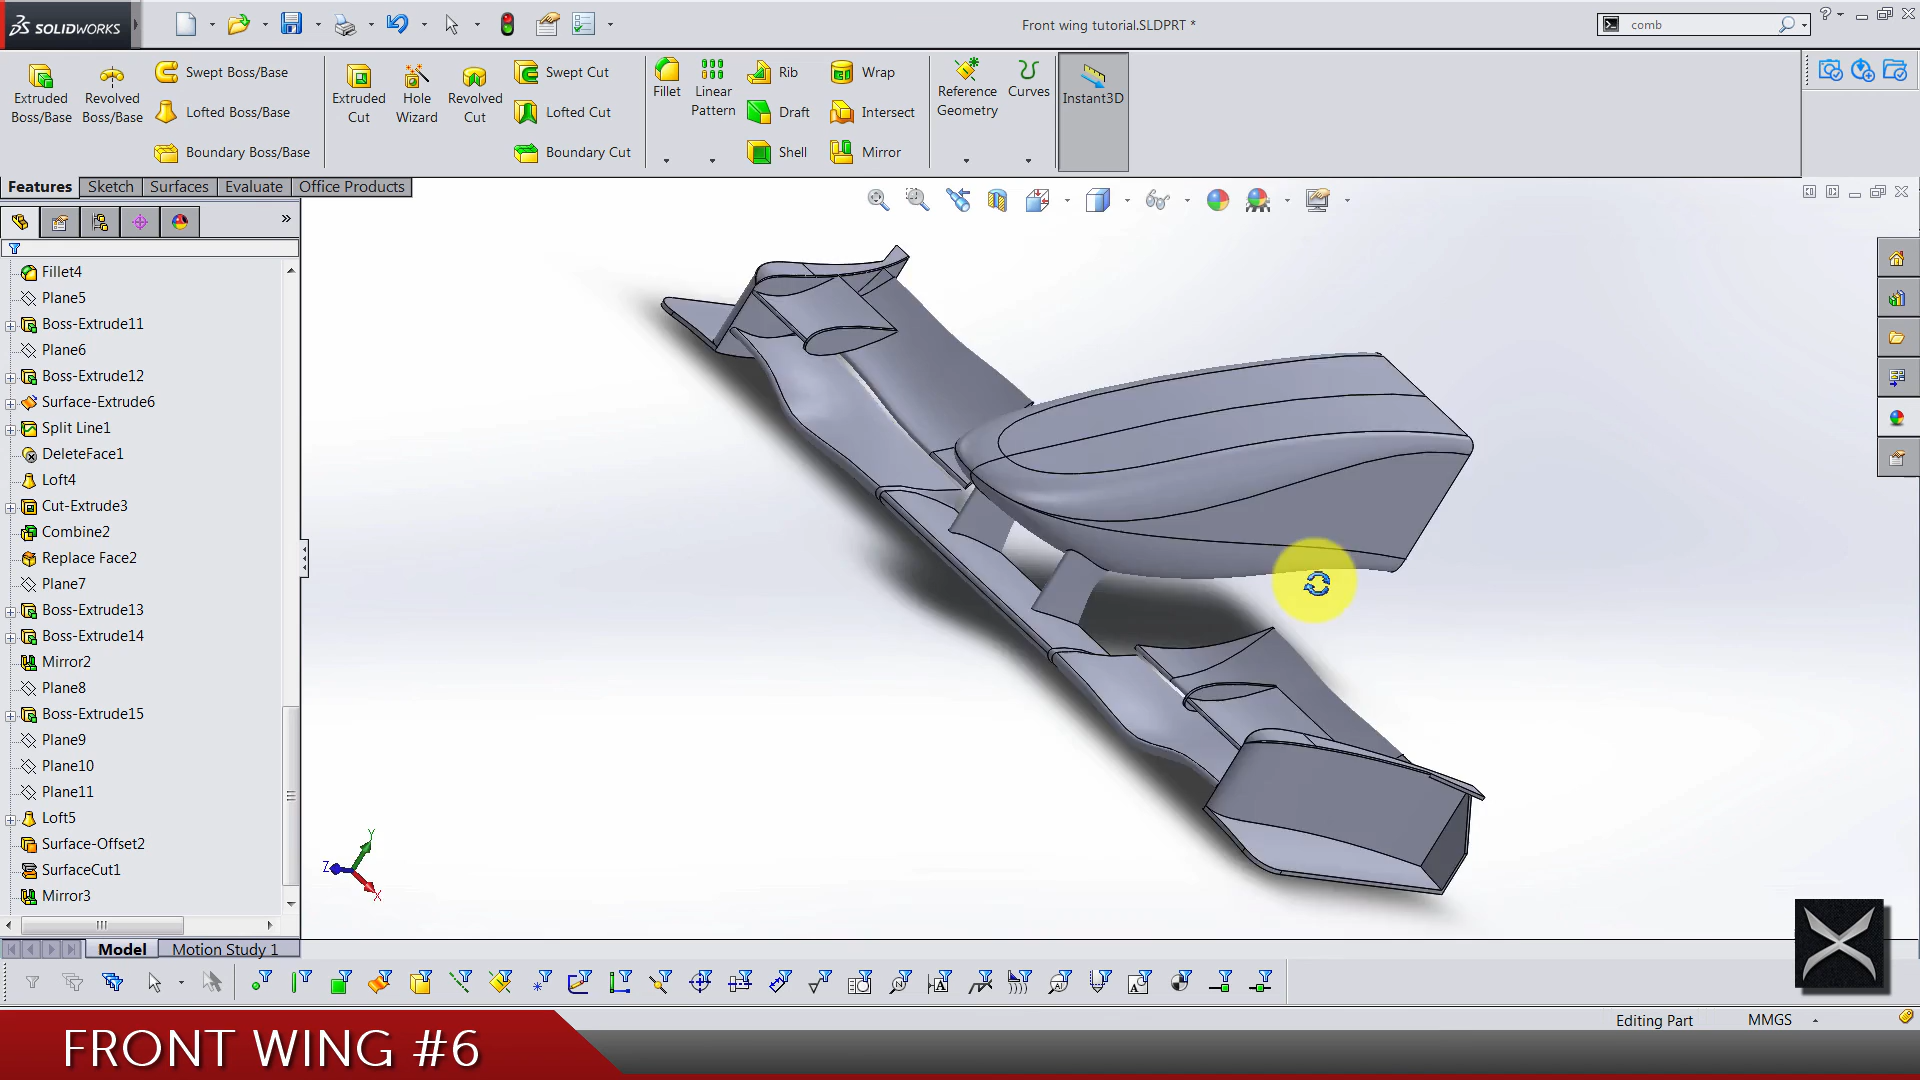 SOLIDWORKS
Front wing tutorial.SLDPRT *
comb
Extruded Boss/Base
Revolved Boss/Base
Swept Boss/Base
Lofted Boss/Base
Boundary Boss/Base
Extruded Cut
Hole Wizard
Revolved Cut
Swept Cut
Lofted Cut
Boundary Cut
Fillet
Linear Pattern
Rib
Draft
Shell
Wrap
Intersect
Mirror
Reference Geometry
Curves
Instant3D
Features
Sketch
Surfaces
Evaluate
Office Products
Fillet4
Plane5
Boss-Extrude11
Plane6
Boss-Extrude12
Surface-Extrude6
Split Line1
DeleteFace1
Loft4
Cut-Extrude3
Combine2
Replace Face2
Plane7
Boss-Extrude13
Boss-Extrude14
Mirror2
Plane8
Boss-Extrude15
Plane9
Plane10
Plane11
Loft5
Surface-Offset2
SurfaceCut1
Mirror3
Y
Z
X
Model
Motion Study 1
Editing Part
MMGS
FRONT WING #6